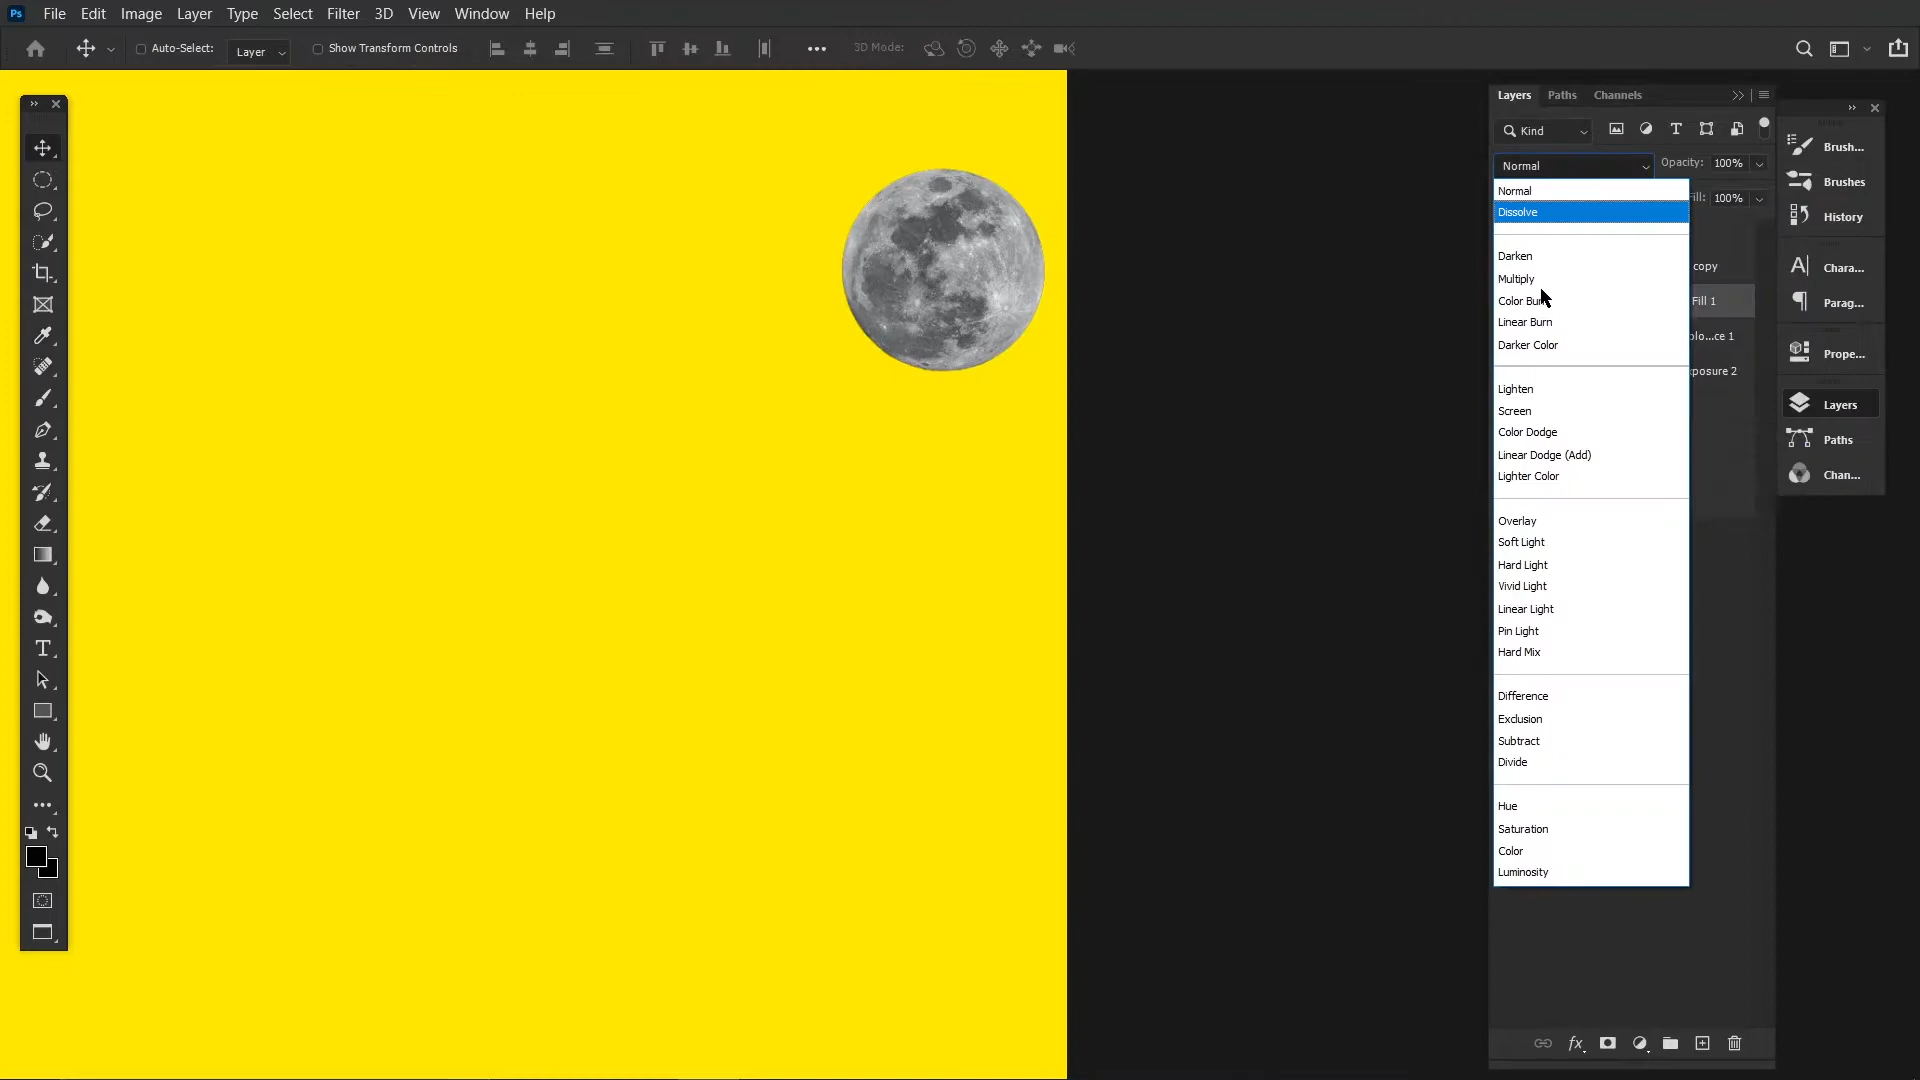 Ps File Edit Image Layer Type Select Filter 3D View Window Help
Auto-Select: Layer Show Transform Controls 3D Mode:
Layers Paths Channels
Kind
Normal Opacity: 100%
Fill: 100%
Normal
Dissolve
Darken
Multiply
Color Burn
Linear Burn
Darker Color
Lighten
Screen
Color Dodge
Linear Dodge (Add)
Lighter Color
Overlay
Soft Light
Hard Light
Vivid Light
Linear Light
Pin Light
Hard Mix
Difference
Exclusion
Subtract
Divide
Hue
Saturation
Color
Luminosity
copy
Fill 1
olo...ce 1
xposure 2
Brush...
Brushes
History
Chara...
Parag...
Prope...
Layers
Paths
Chan...